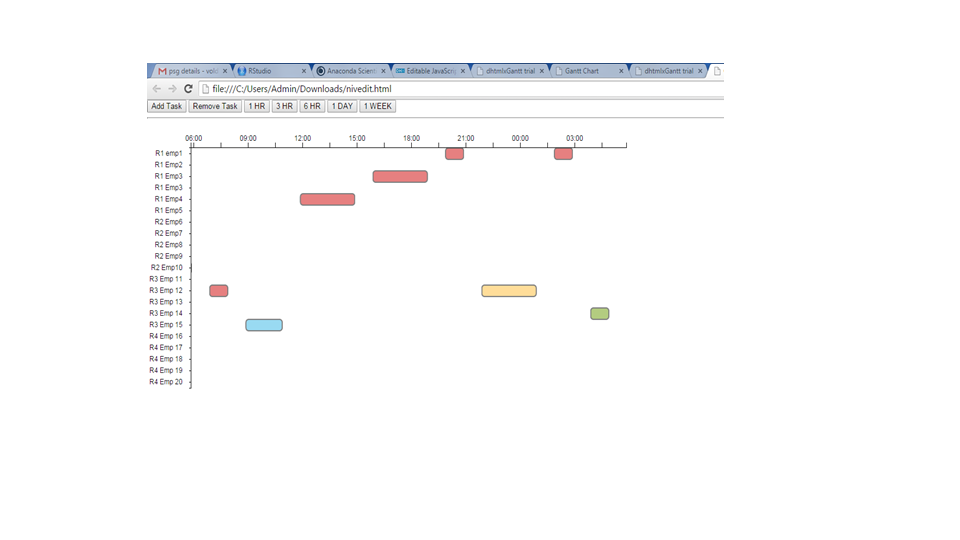 psg details - volo RStudio Anaconda Scienti Editable JavaScrip dhtmlxGantt trial Gantt Chart dhtmlxGantt trial
file:///C:/Users/Admin/Downloads/nivedit.html
Add Task Remove Task 1 HR 3 HR 6 HR 1 DAY 1 WEEK
06:00 09:00 12:00 15:00 18:00 21:00 00:00 03:00
R1 emp1
R1 Emp2
R1 Emp3
R1 Emp3
R1 Emp4
R1 Emp5
R2 Emp6
R2 Emp7
R2 Emp8
R2 Emp9
R2 Emp10
R3 Emp 11
R3 Emp 12
R3 Emp 13
R3 Emp 14
R3 Emp 15
R4 Emp 16
R4 Emp 17
R4 Emp 18
R4 Emp 19
R4 Emp 20